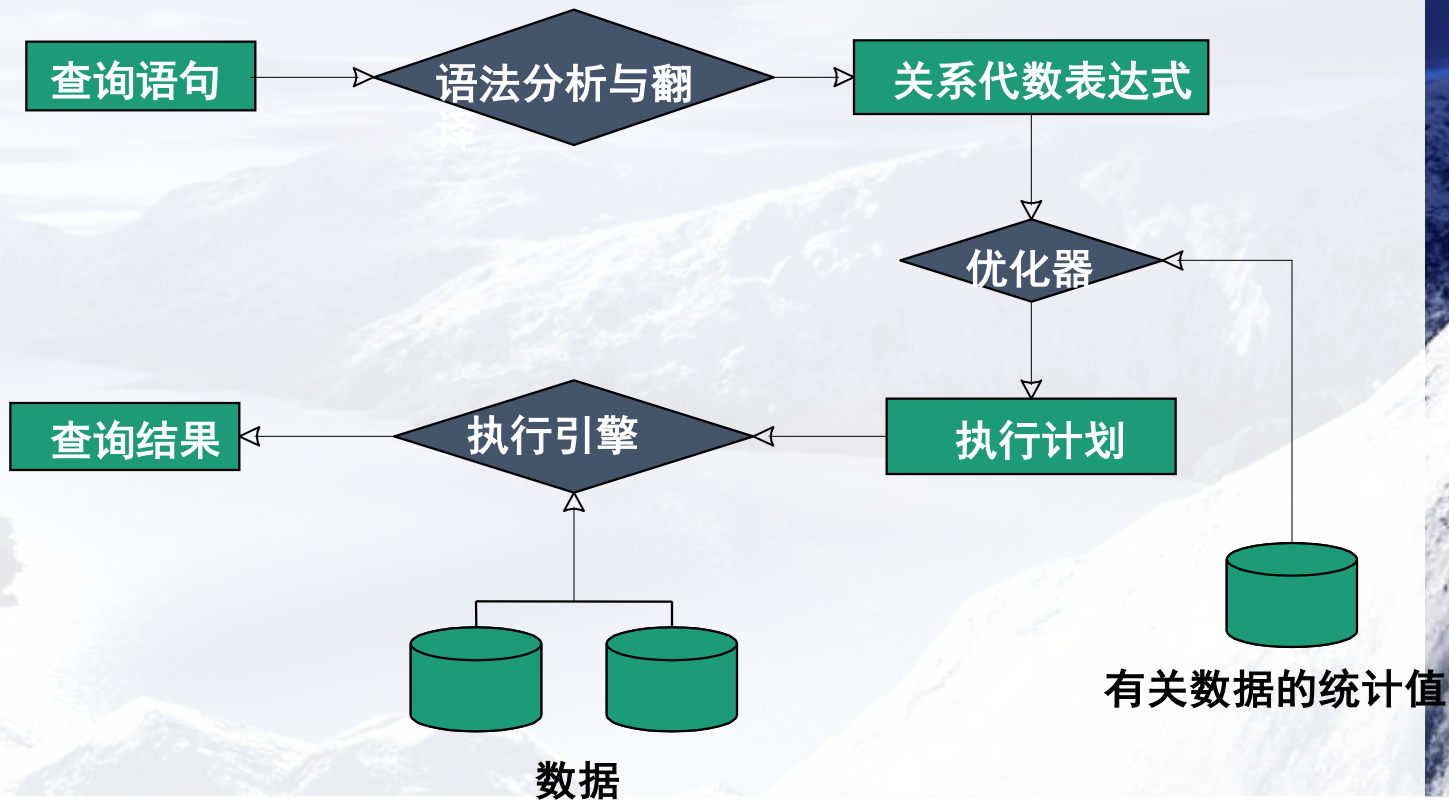 查询语句
语法分析与翻
译
关系代数表达式
优化器
查询结果
执行引擎
执行计划
有关数据的统计值
数据